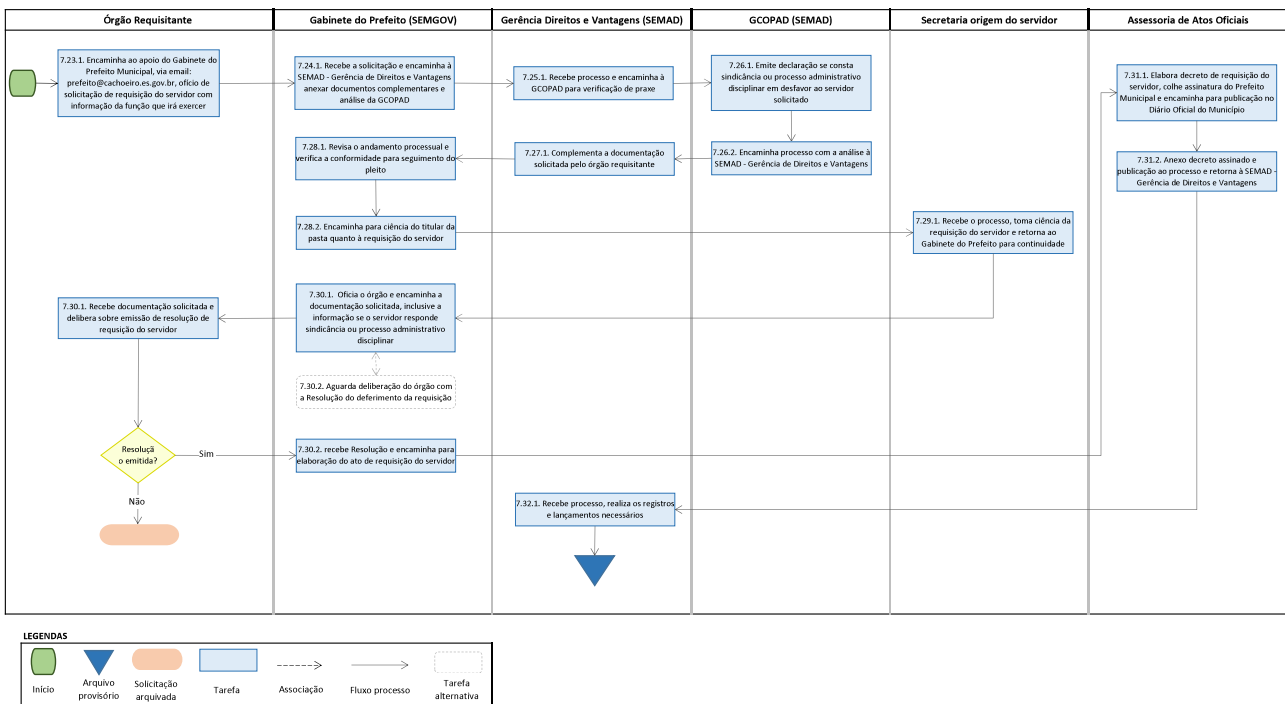 Órgão Requisitante
Gabinete do Prefeito (SEMGOV)
Gerência Direitos e Vantagens (SEMAD)
GCOPAD (SEMAD)
Secretaria origem do servidor
Assessoria de Atos Oficiais
7.23.1. Encaminha ao apoio do Gabinete do
Prefeito Municipal, via email:
prefeito@cachoeiro.es.gov.br, ofício de
solicitação de requisição do servidor com
informação da função que irá exercer
7.24.1. Recebe a solicitação e encaminha à
SEMAD - Gerência de Direitos e Vantagens
anexar documentos complementares e
análise da GCOPAD
7.25.1. Recebe processo e encaminha à
GCOPAD para verificação de praxe
7.26.1. Emite declaração se consta
sindicância ou processo administrativo
disciplinar em desfavor ao servidor
solicitado
7.31.1. Elabora decreto de requisição do
servidor, colhe assinatura do Prefeito
Municipal e encaminha para publicação no
Diário Oficial do Município
7.28.1. Revisa o andamento processual e
verifica a conformidade para seguimento do
pleito
7.27.1. Complementa a documentação
solicitada pelo órgão requisitante
7.26.2. Encaminha processo com a análise à
SEMAD - Gerência de Direitos e Vantagens
7.31.2. Anexo decreto assinado e
publicação ao processo e retorna à SEMAD -
Gerência de Direitos e Vantagens
7.28.2. Encaminha para ciência do titular da
pasta quanto à requisição do servidor
7.29.1. Recebe o processo, toma ciência da
requisição do servidor e retorna ao
Gabinete do Prefeito para continuidade
7.30.1. Recebe documentação solicitada e
delibera sobre emissão de resolução de
requsição do servidor
7.30.1. Oficia o órgão e encaminha a
documentação solicitada, inclusive a
informação se o servidor responde
sindicância ou processo administrativo
disciplinar
7.30.2. Aguarda deliberação do órgão com
a Resolução do deferimento da requisição
Resoluçã
o emitida?
Sim
7.30.2. recebe Resolução e encaminha para
elaboração do ato de requisição do servidor
Não
7.32.1. Recebe processo, realiza os registros
e lançamentos necessários
LEGENDAS
Início
Arquivo
provisório
Solicitação
arquivada
Tarefa
Associação
Fluxo processo
Tarefa
alternativa